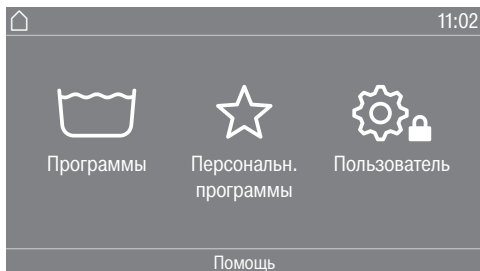 11:02
Программы
Персональн.
программы
Пользователь
Помощь